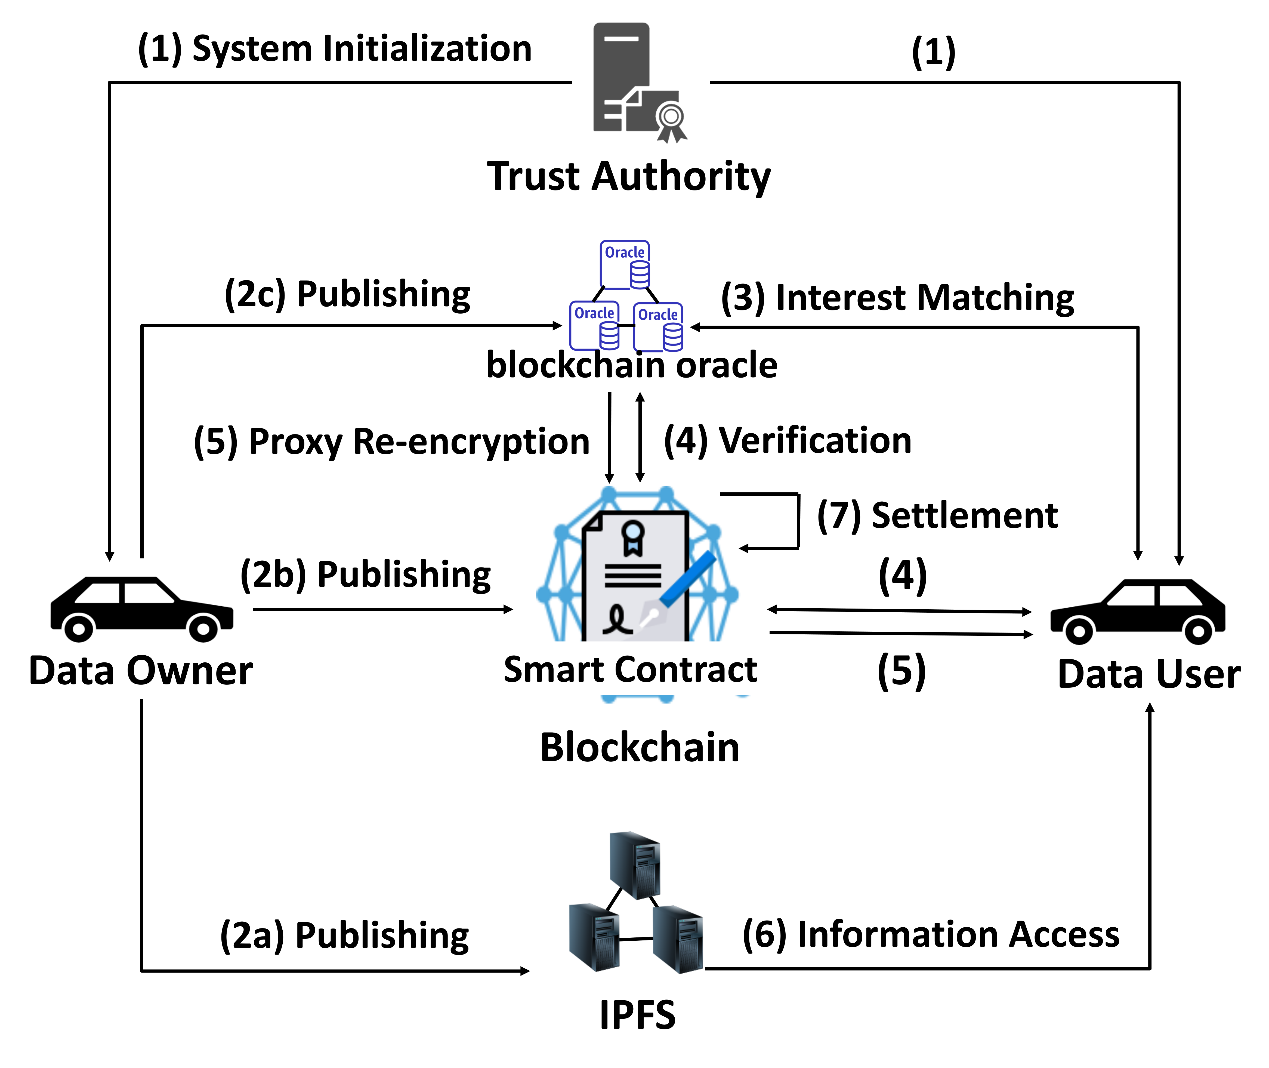 (1) System Initialization
(1)
Trust Authority
Oracle
(2c) Publishing
(3) Interest Matching
Oracle
Oracle
blockchain oracle
(5) Proxy Re-encryption
(4) Verification
(7) Settlement
(2b) Publishing
(4)
Data Owner
Smart Contract
(5)
Data User
Blockchain
(2a) Publishing
(6) Information Access
IPFS